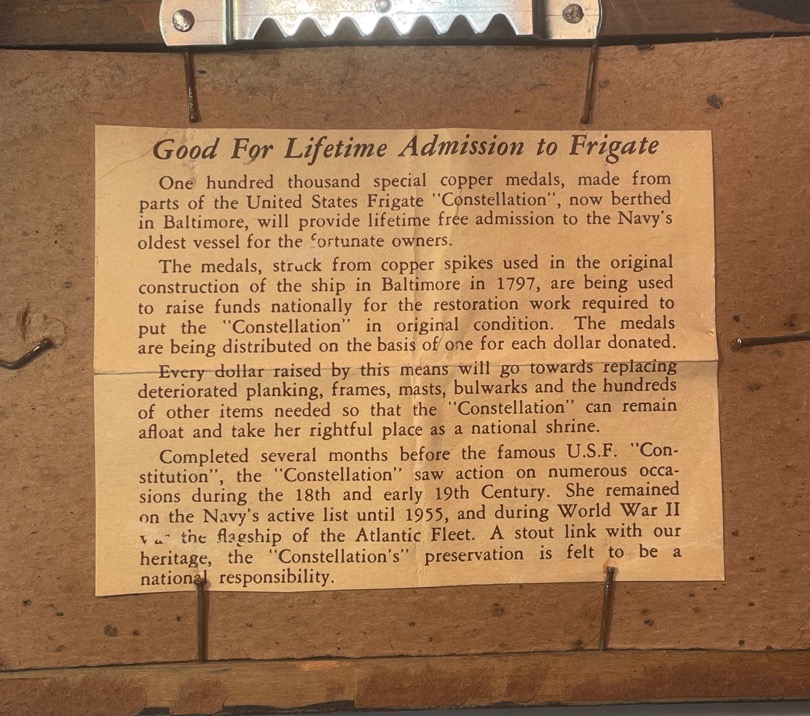 Good For Lifetime Admission to Frigate
One hundred thousand special copper medals, made from
parts of the United States Frigate "Constellation", now berthed
in Baltimore, will provide lifetime free admission to the Navy's
oldest vessel for the fortunate owners.
The medals, struck from copper spikes used in the original
construction of the ship in Baltimore in 1797, are being used
to raise funds nationally for the restoration work required to
put the "Constellation" in original condition. The medals
are being distributed on the basis of one for each dollar donated.
Every dollar raised by this means will go towards replacing
deteriorated planking, frames, masts, bulwarks and the hundreds
of other items needed so that the "Constellation" can remain
afloat and take her rightful place as a national shrine.
Completed several months before the famous U.S.F. "Con-
stitution", the "Constellation" saw action on numerous occa-
sions during the 18th and early 19th Century. She remained
on the Navy's active list until 1955, and during World War II
was the flagship of the Atlantic Fleet. A stout link with our
heritage, the "Constellation's" preservation is felt to be a
national responsibility.